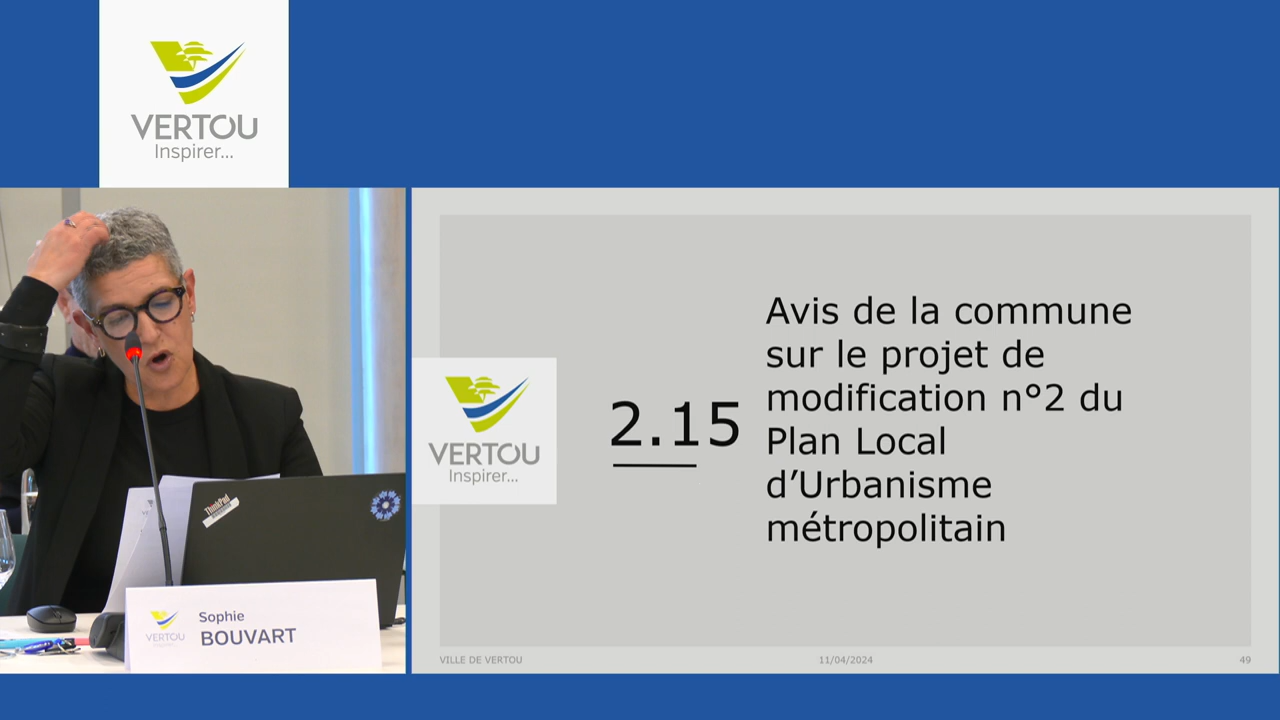 VERTOU
Inspirer...
ThinkPad
VERTOU
Sophie
BOUVART
VERTOU
Inspirer...
2.15
Avis de la commune
sur le projet de
modification n°2 du
Plan Local
d’Urbanisme
métropolitain
VILLE DE VERTOU
11/04/2024
49